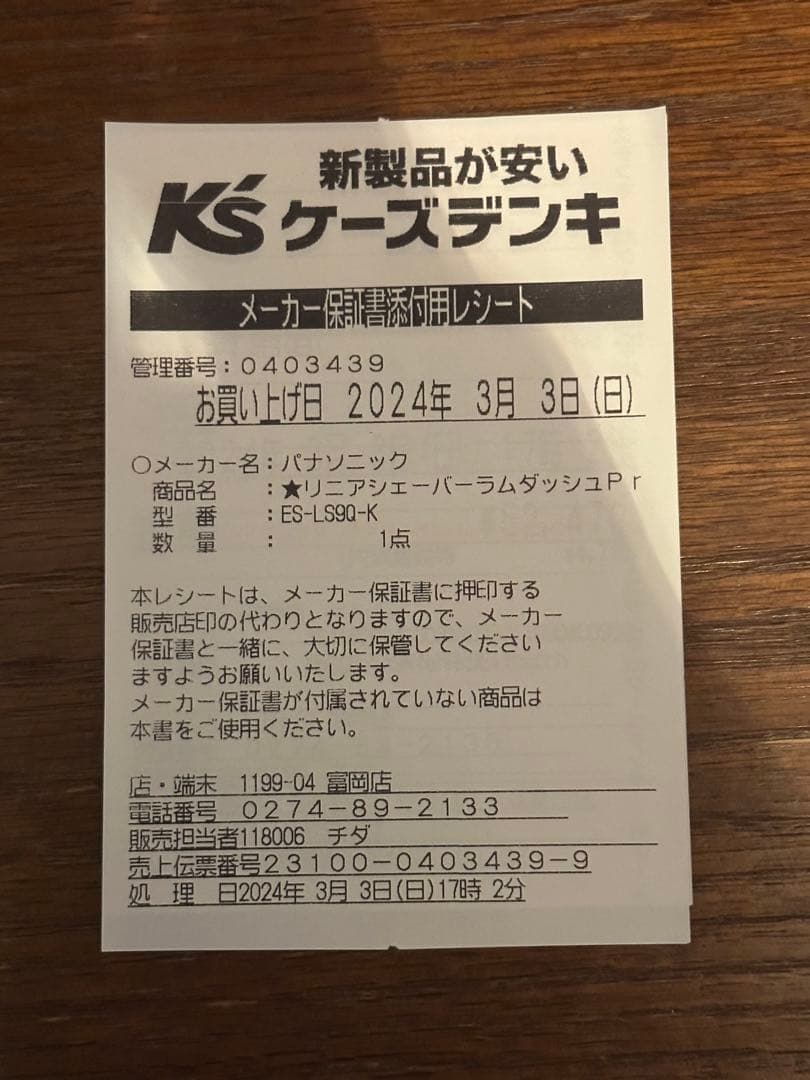 新製品が安い
K's ケーズデンキ
メーカー保証書添付用レシート
管理番号：０４０３４３９
お買い上げ日 ２０２４年 ３月 ３日（日）
○メーカー名：パナソニック
商品名 ：★リニアシェーバーラムダッシュＰｒ
型 番 ：ES-LS9Q-K
数 量 ： 1点
本レシートは、メーカー保証書に押印する
販売店印の代わりとなりますので、メーカー
保証書と一緒に、大切に保管してください
ますようお願いいたします。
メーカー保証書が付属されていない商品は
本書をご使用ください。
店・端末 1199-04 富岡店
電話番号 ０２７４－８９－２１３３
販売担当者118006 チダ
売上伝票番号２３１００－０４０３４３９－９
処 理 日2024年 3月 3日(日)17時 2分